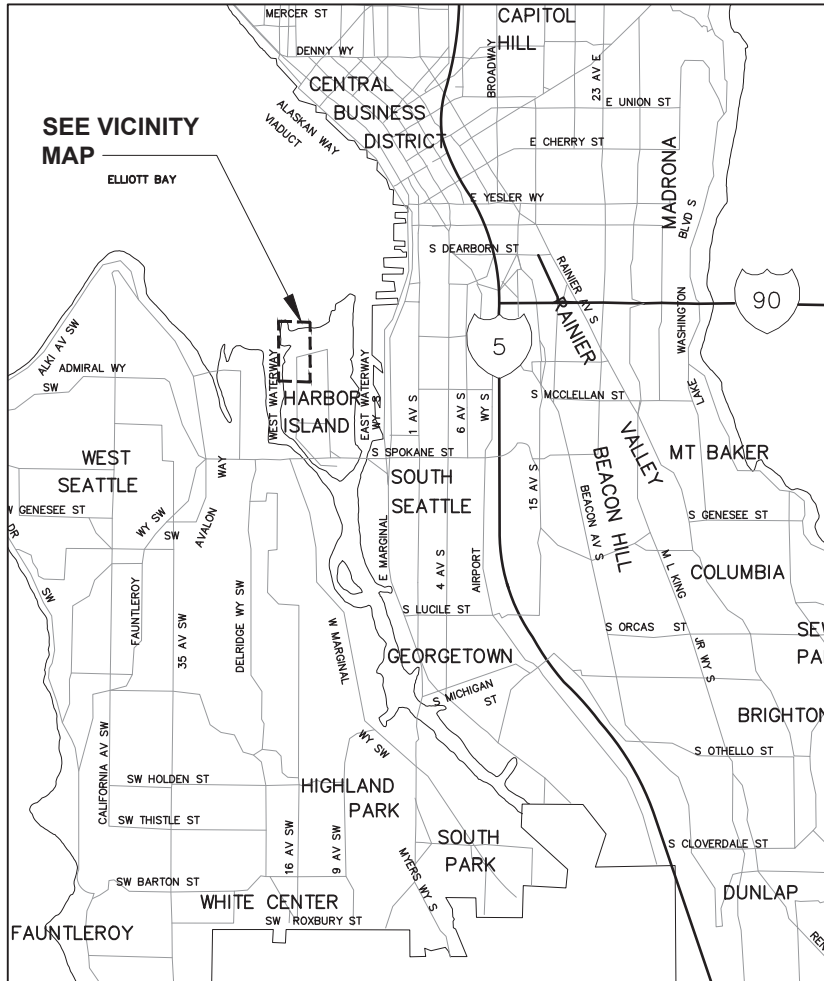 MERCER ST
CAPITOL
HILL
DENNY WY
BROADWAY
23 AV E
CENTRAL
BUSINESS
DISTRICT
ALASKAN WAY
VIADUCT
E UNION ST
SEE VICINITY
MAP
E CHERRY ST
ELLIOTT BAY
MADRONA
E YESLER WY
BLVD S
S DEARBORN ST
RAINIER AV S
RAINIER
90
5
WASHINGTON
LAKE
ALKI AV SW
ADMIRAL WY
SW
WEST WATERWAY
EAST WATERWAY
HARBOR
ISLAND
WY S
1 AV S
6 AV S
WY S
S MCCLELLAN ST
VALLEY
MT BAKER
S SPOKANE ST
WEST
SEATTLE
WAY
AVALON
SOUTH
SEATTLE
15 AV S
BEACON HILL
BEACON AV S
W GENESEE ST
WY SW
SW
S GENESEE ST
DR
SW
E MARGINAL
4 AV S
AIRPORT
M L KING
JR WY S
COLUMBIA
FAUNTLEROY
35 AV SW
DELRIDGE WY SW
W MARGINAL
S LUCILE ST
S ORCAS ST
SEW
PA
GEORGETOWN
S MICHIGAN
ST
BRIGHTON
WY SW
S OTHELLO ST
CALIFORNIA AV SW
SW HOLDEN ST
HIGHLAND
PARK
SW THISTLE ST
16 AV SW
9 AV SW
SOUTH
PARK
MYERS WY S
S CLOVERDALE ST
SW BARTON ST
WHITE CENTER
DUNLAP
SW ROXBURY ST
FAUNTLEROY
REN